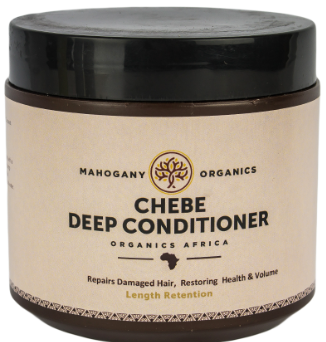 MAHOGANY ORGANICS
CHEBE
DEEP CONDITIONER
ORGANICS AFRICA
Repairs Damaged Hair, Restoring Health & Volume
Length Retention